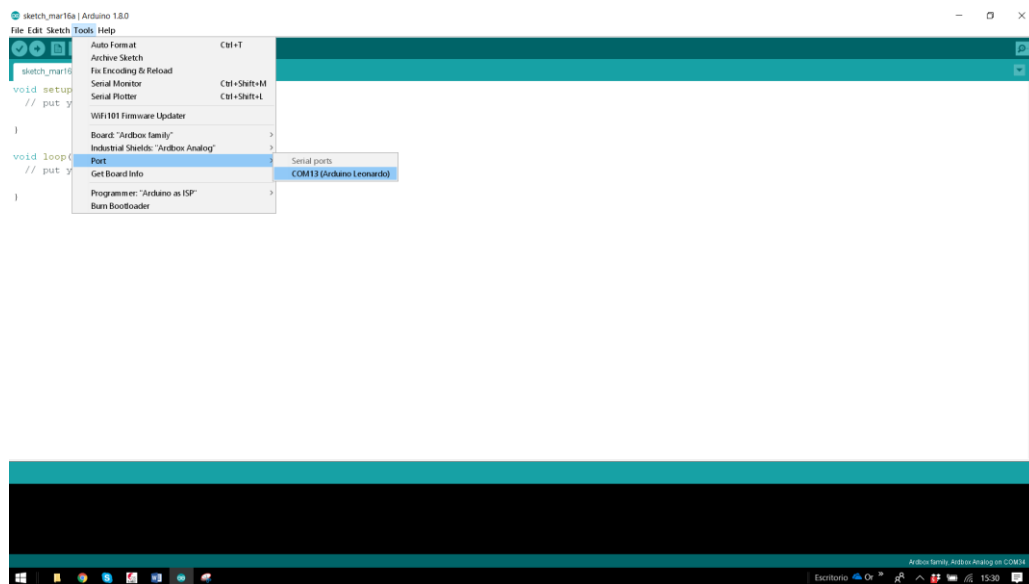 sketch_mar16a | Arduino 1.8.0
File Edit Sketch Tools Help
sketch_mar16
void setup
// put y
}
void loop(
// put y
}
Auto Format Ctrl+T
Archive Sketch
Fix Encoding & Reload
Serial Monitor Ctrl+Shift+M
Serial Plotter Ctrl+Shift+L
WiFi101 Firmware Updater
Board: "Ardbox family"
Industrial Shields: "Ardbox Analog"
Port
Get Board Info
Programmer: "Arduino as ISP"
Burn Bootloader
Serial ports
COM13 (Arduino Leonardo)
Ardbox family, Ardbox Analog on COM34
Escritorio Or » 15:30